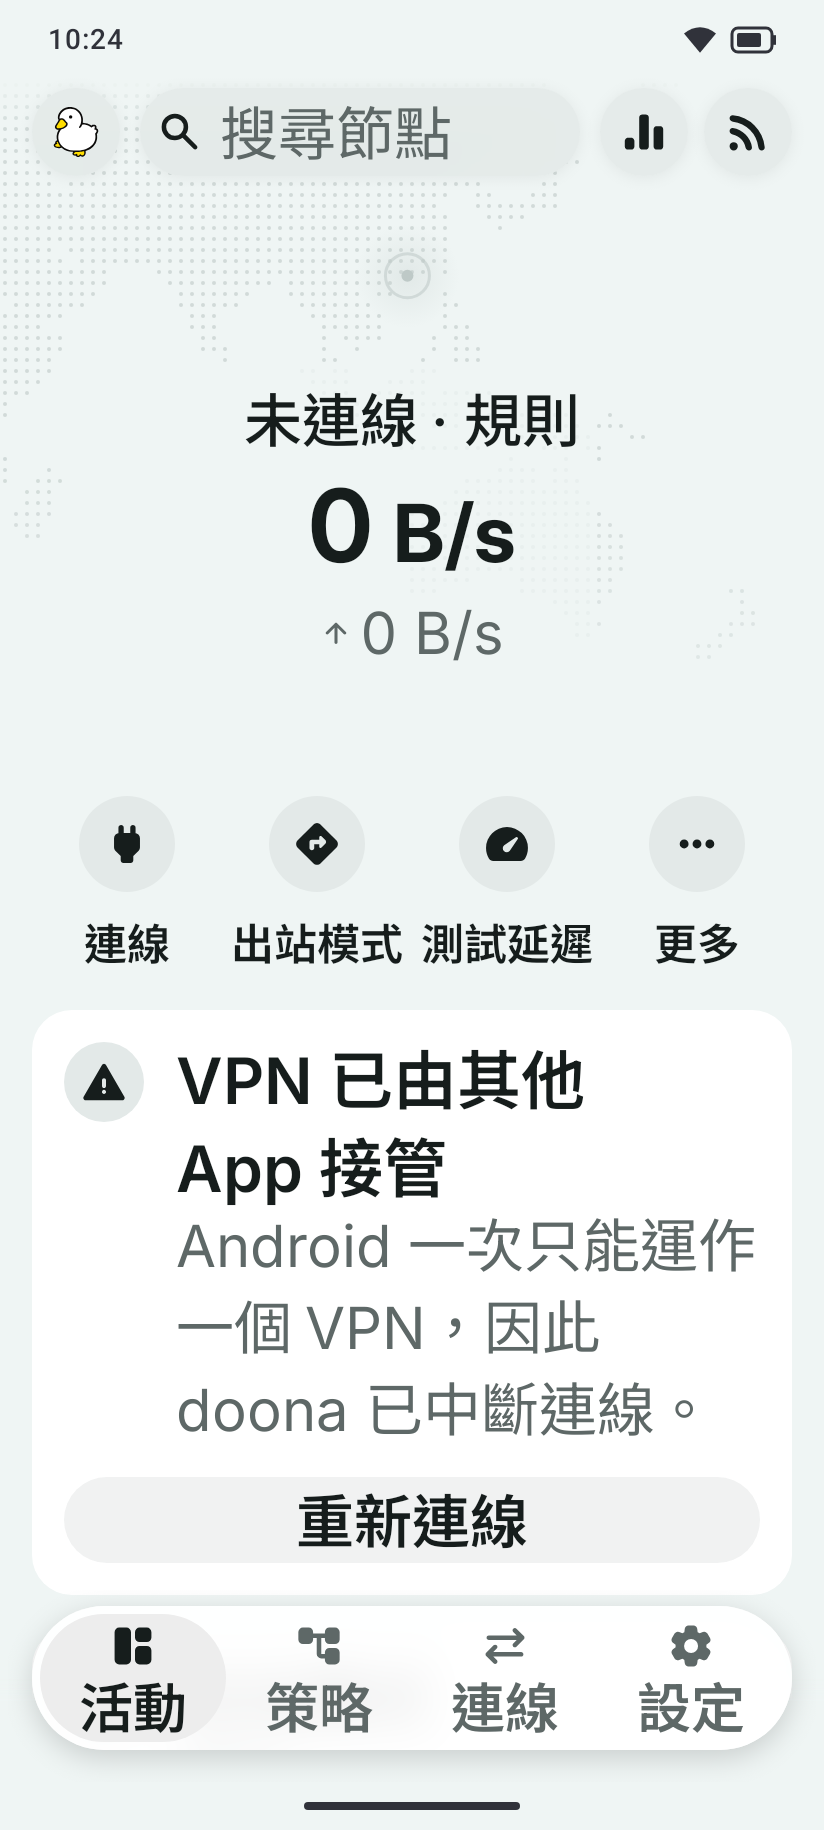 10:24
搜尋節點
未連線 · 規則
0 B/s
↑ 0 B/s
連線 出站模式 測試延遲 更多
VPN 已由其他
App 接管
Android 一次只能運作
一個 VPN，因此
doona 已中斷連線。
重新連線
活動 策略 連線 設定